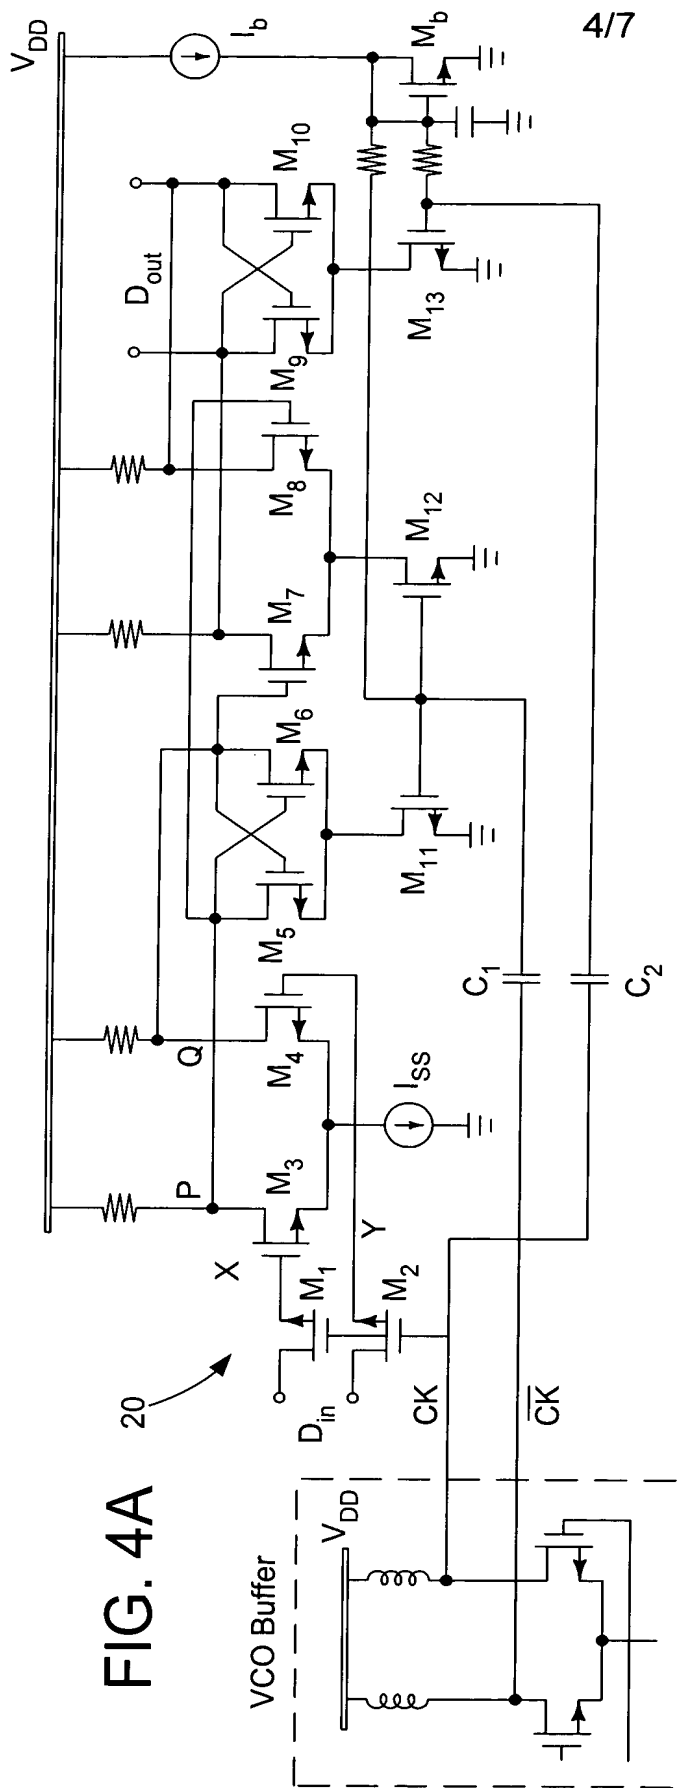 4/7
FIG. 4A
20
V_DD
I_b
M_b
D_out
M_10
M_9
M_13
M_8
M_7
M_12
M_6
M_5
M_11
Q
M_4
I_SS
P
M_3
X
Y
M_1
M_2
D_in
CK
C̅K̅
C_1
C_2
VCO Buffer
V_DD